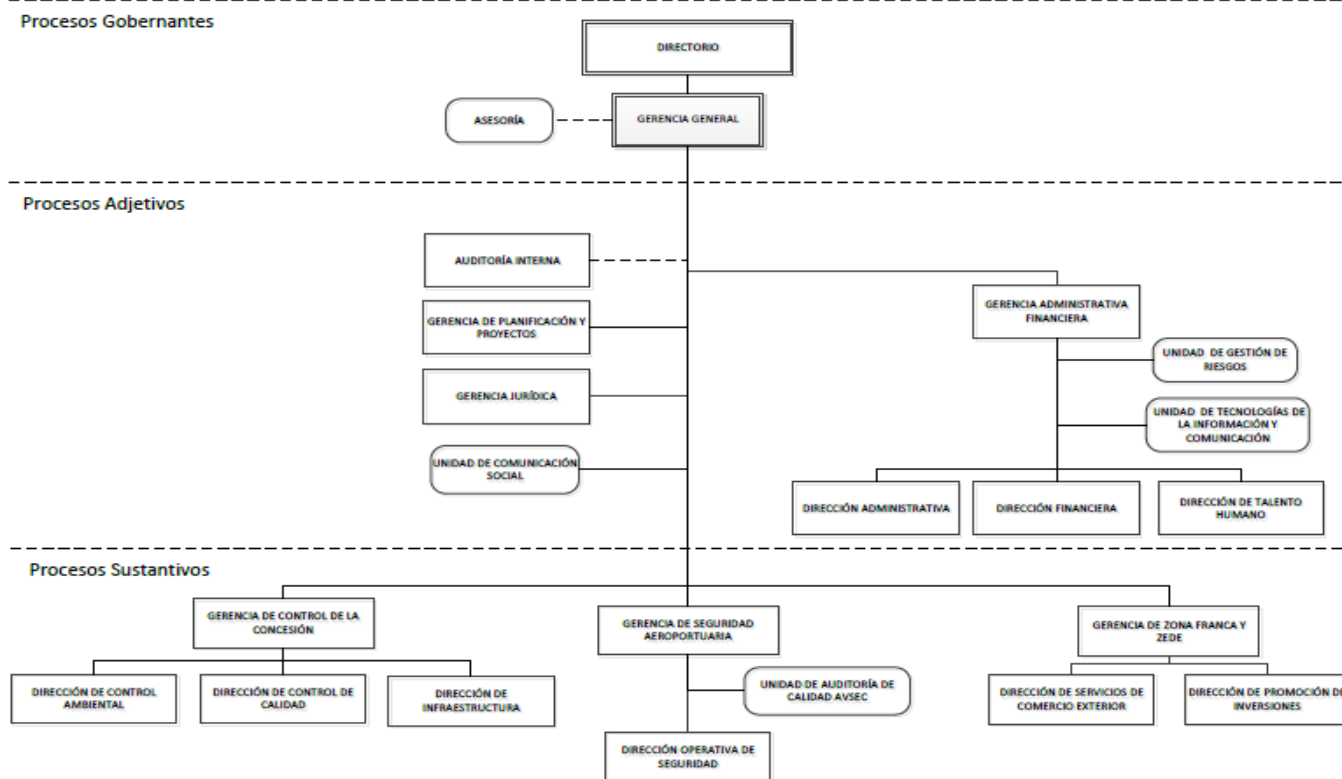 Procesos Gobernantes
DIRECTORIO
ASESORÍA
GERENCIA GENERAL
Procesos Adjetivos
AUDITORÍA INTERNA
GERENCIA DE PLANIFICACIÓN Y
PROYECTOS
GERENCIA JURÍDICA
UNIDAD DE COMUNICACIÓN
SOCIAL
GERENCIA ADMINISTRATIVA
FINANCIERA
UNIDAD DE GESTIÓN DE
RIESGOS
UNIDAD DE TECNOLOGÍAS DE
LA INFORMACIÓN Y
COMUNICACIÓN
DIRECCIÓN ADMINISTRATIVA
DIRECCIÓN FINANCIERA
DIRECCIÓN DE TALENTO
HUMANO
Procesos Sustantivos
GERENCIA DE CONTROL DE LA
CONCESIÓN
GERENCIA DE SEGURIDAD
AEROPORTUARIA
GERENCIA DE ZONA FRANCA Y
ZEDE
DIRECCIÓN DE CONTROL
AMBIENTAL
DIRECCIÓN DE CONTROL DE
CALIDAD
DIRECCIÓN DE
INFRAESTRUCTURA
UNIDAD DE AUDITORÍA DE
CALIDAD AVSEC
DIRECCIÓN DE SERVICIOS DE
COMERCIO EXTERIOR
DIRECCIÓN DE PROMOCIÓN DE
INVERSIONES
DIRECCIÓN OPERATIVA DE
SEGURIDAD